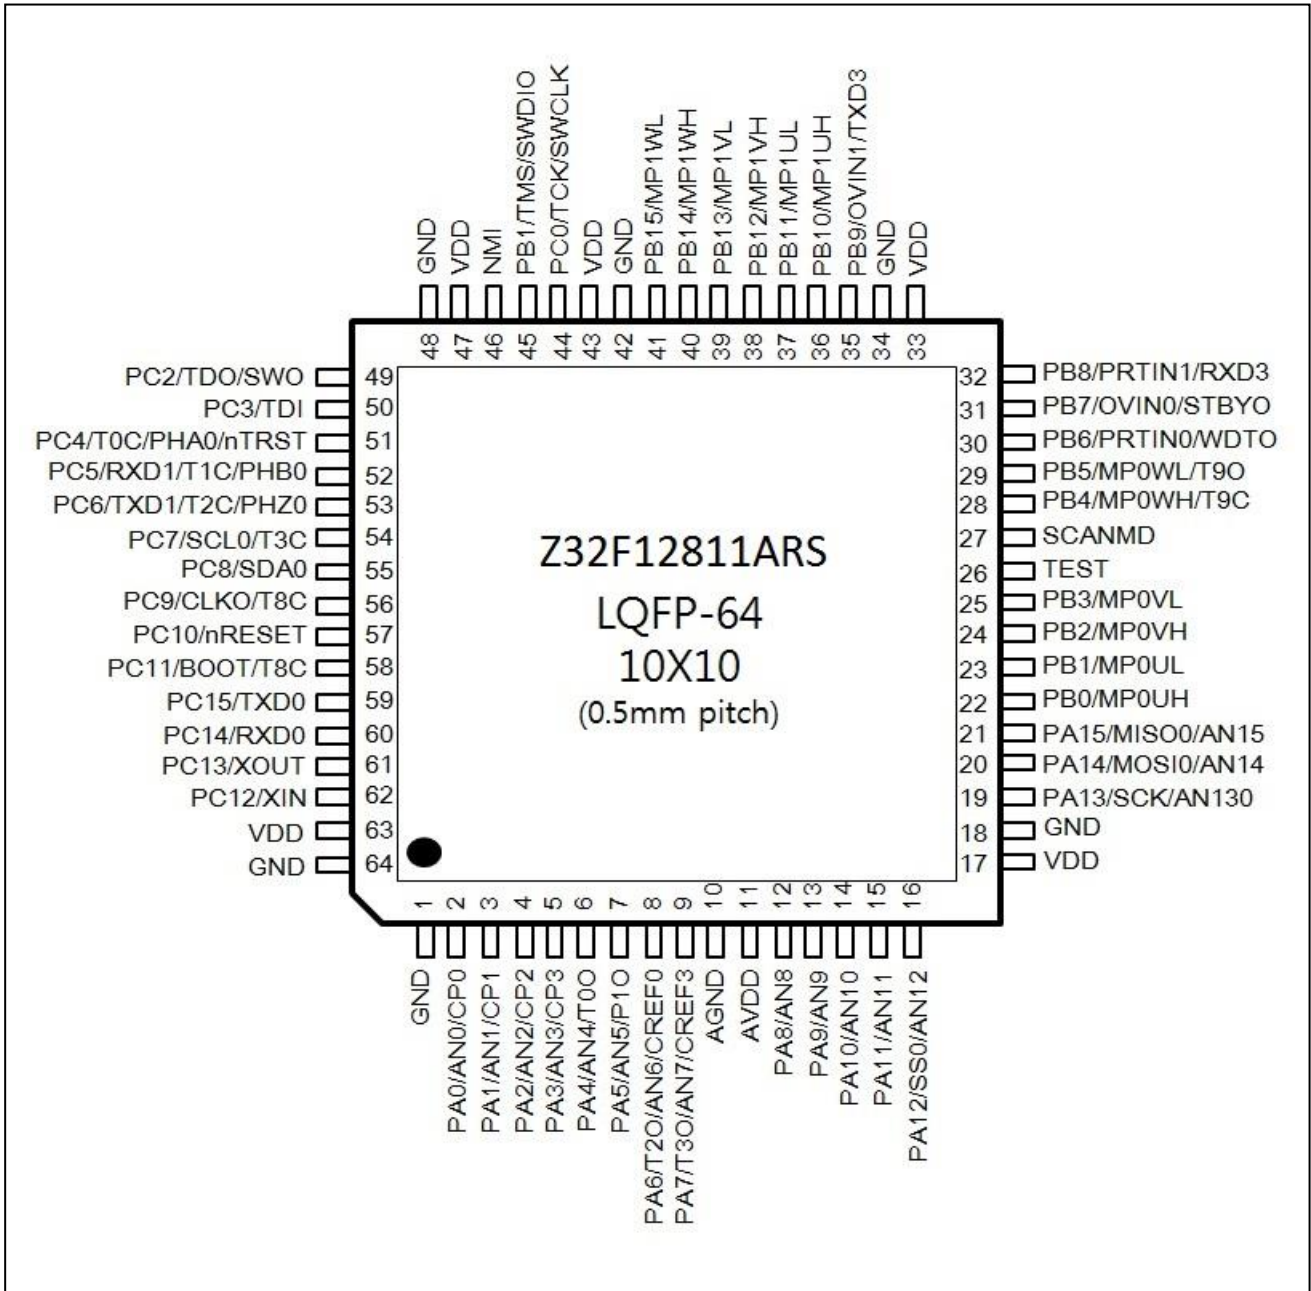 GND
VDD
NMI
PB1/TMS/SWDIO
PC0/TCK/SWCLK
VDD
GND
PB15/MP1WL
PB14/MP1WH
PB13/MP1VL
PB12/MP1VH
PB11/MP1UL
PB10/MP1UH
PB9/OVIN1/TXD3
GND
VDD
48
47
46
45
44
43
42
41
40
39
38
37
36
35
34
33
PC2/TDO/SWO 49
PC3/TDI 50
PC4/T0C/PHA0/nTRST 51
PC5/RXD1/T1C/PHB0 52
PC6/TXD1/T2C/PHZ0 53
PC7/SCL0/T3C 54
PC8/SDA0 55
PC9/CLKO/T8C 56
PC10/nRESET 57
PC11/BOOT/T8C 58
PC15/TXD0 59
PC14/RXD0 60
PC13/XOUT 61
PC12/XIN 62
VDD 63
GND 64
Z32F12811ARS
LQFP-64
10X10
(0.5mm pitch)
32 PB8/PRTIN1/RXD3
31 PB7/OVIN0/STBYO
30 PB6/PRTIN0/WDTO
29 PB5/MP0WL/T9O
28 PB4/MP0WH/T9C
27 SCANMD
26 TEST
25 PB3/MP0VL
24 PB2/MP0VH
23 PB1/MP0UL
22 PB0/MP0UH
21 PA15/MISO0/AN15
20 PA14/MOSI0/AN14
19 PA13/SCK/AN130
18 GND
17 VDD
1
2
3
4
5
6
7
8
9
10
11
12
13
14
15
16
GND
PA0/AN0/CP0
PA1/AN1/CP1
PA2/AN2/CP2
PA3/AN3/CP3
PA4/AN4/T0O
PA5/AN5/P1O
PA6/T2O/AN6/CREF0
PA7/T3O/AN7/CREF3
AGND
AVDD
PA8/AN8
PA9/AN9
PA10/AN10
PA11/AN11
PA12/SS0/AN12